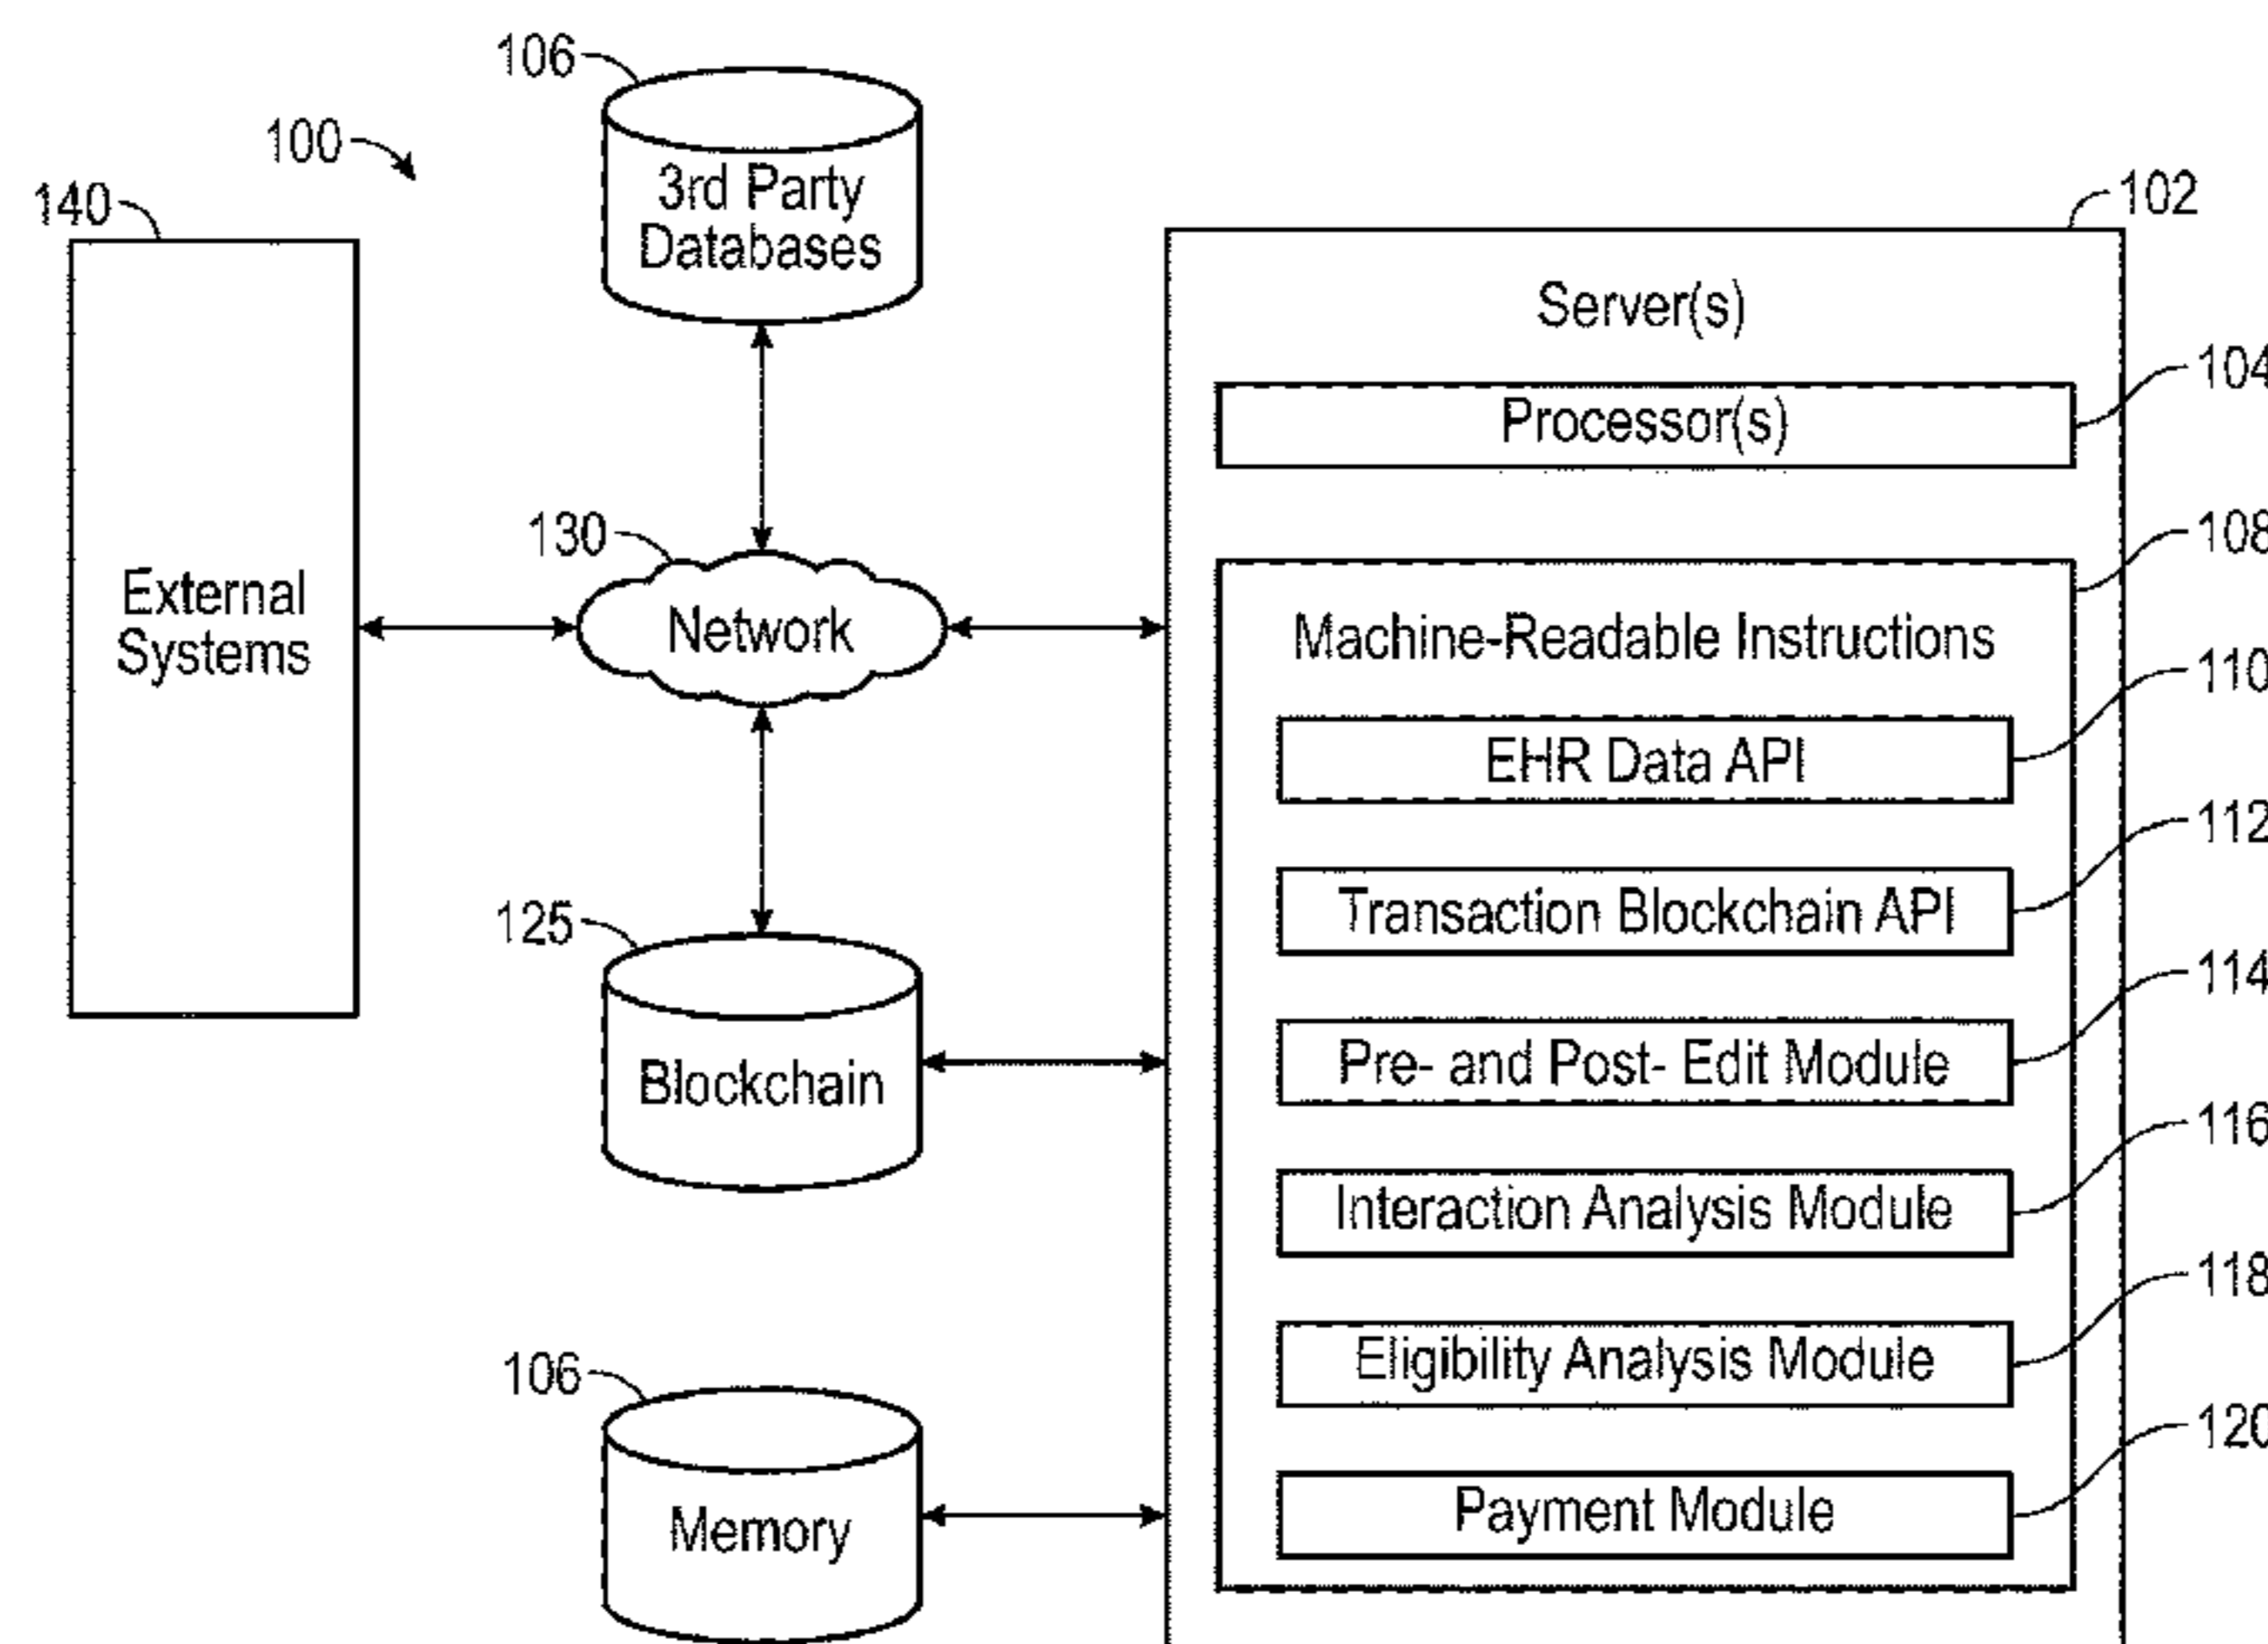 106
100
3rd Party
Databases
140
102
Server(s)
104
Processor(s)
108
130
External
Systems
Network
Machine-Readable Instructions
110
EHR Data API
112
Transaction Blockchain API
125
114
Blockchain
Pre- and Post- Edit Module
116
Interaction Analysis Module
118
Eligibility Analysis Module
106
120
Memory
Payment Module